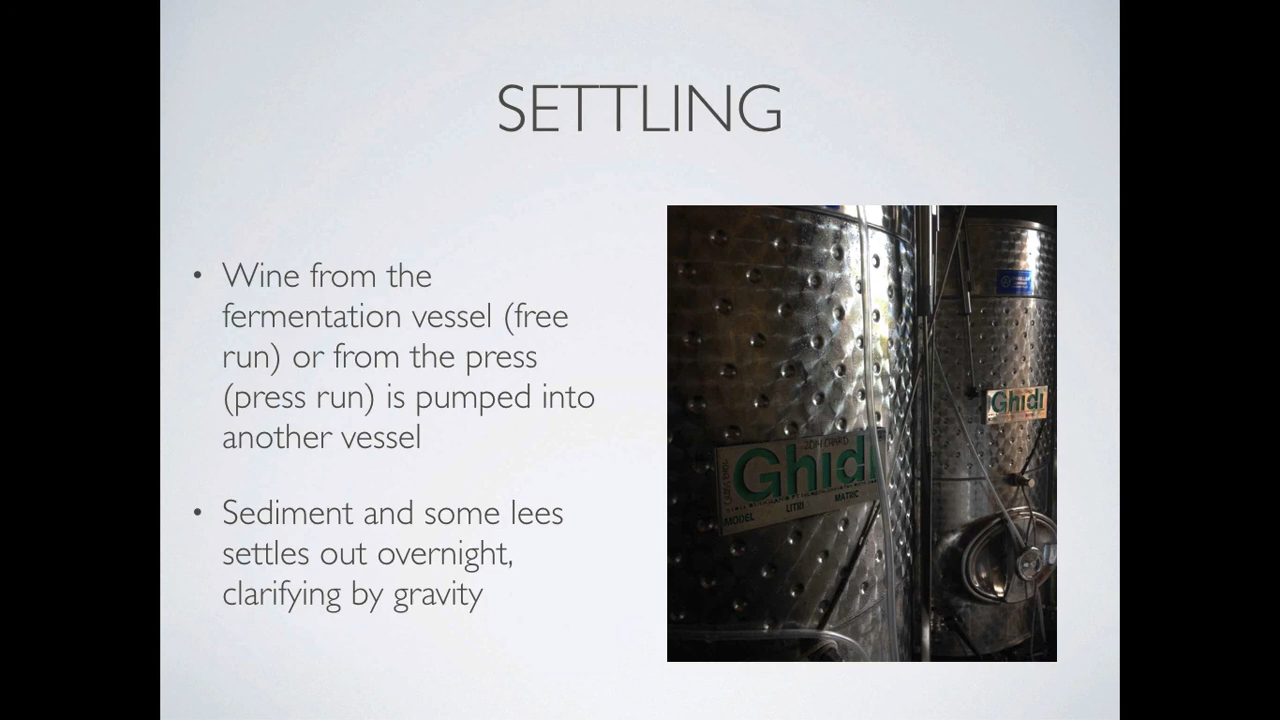 SETTLING
• Wine from the
fermentation vessel (free
run) or from the press
(press run) is pumped into
another vessel
• Sediment and some lees
settles out overnight,
clarifying by gravity
Ghidi
MODEL LITRI MATRIC
Ghidi